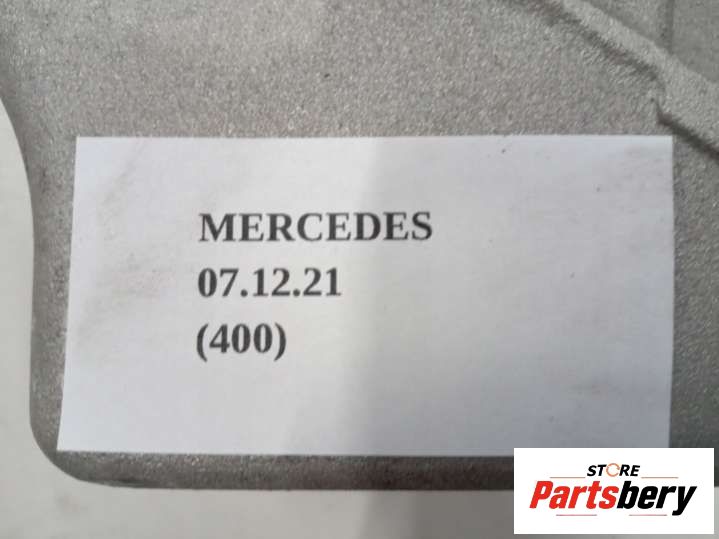 MERCEDES
07.12.21
(400)
STORE
Partsbery